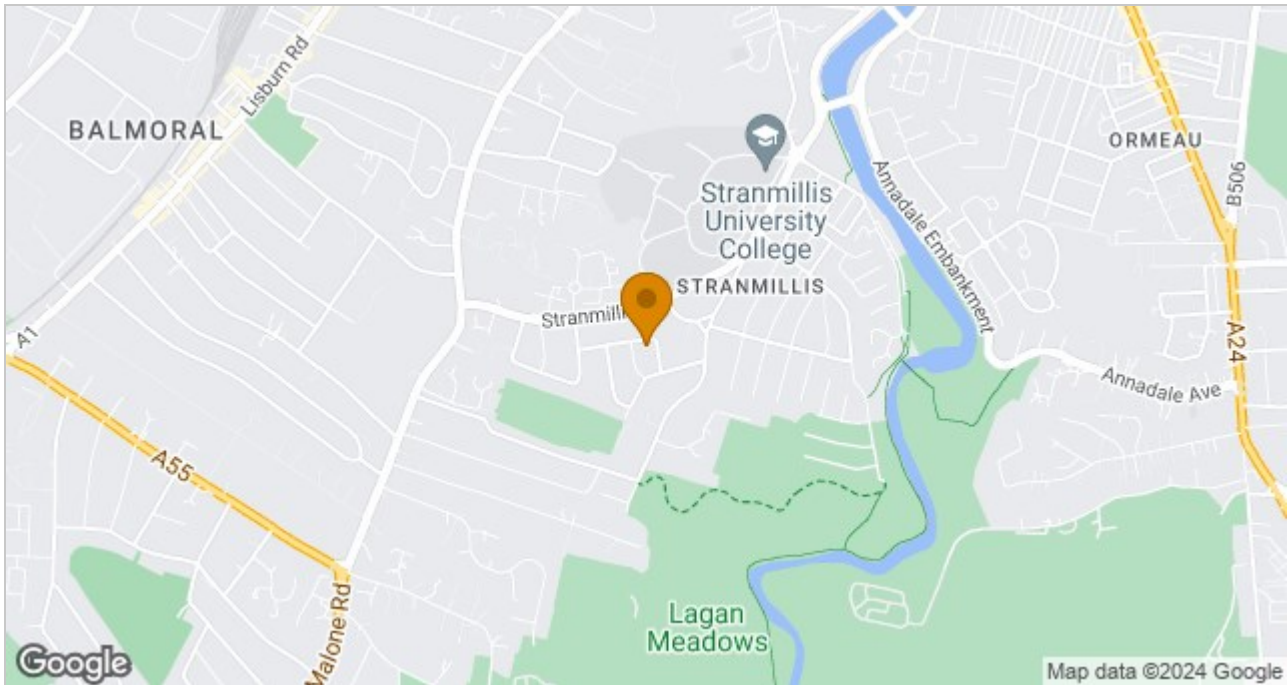 Lisburn Rd
BALMORAL
ORMEAU
B506
Stranmillis
University
College
Annadale Embankment
STRANMILLIS
Stranmilli
A1
A24
Annadale Ave
A55
Malone Rd
Lagan
Meadows
Google
Map data ©2024 Google